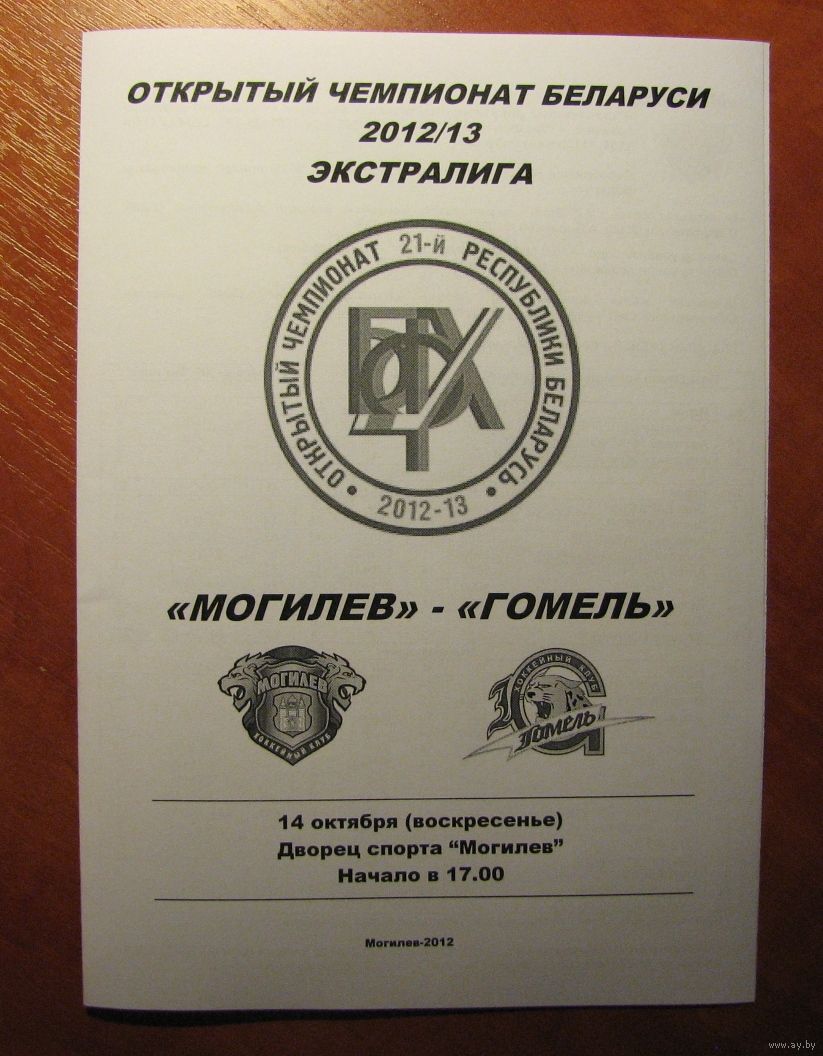 ОТКРЫТЫЙ ЧЕМПИОНАТ БЕЛАРУСИ
2012/13
ЭКСТРАЛИГА
ОТКРЫТЫЙ ЧЕМПИОНАТ 21-й РЕСПУБЛИКИ БЕЛАРУСЬ
БФХ
• 2012-13 •
«МОГИЛЕВ» - «ГОМЕЛЬ»
МОГИЛЕВ
ХОККЕЙНЫЙ КЛУБ
ХОККЕЙНЫЙ КЛУБ
Гомель
14 октября (воскресенье)
Дворец спорта “Могилев”
Начало в 17.00
Могилев-2012
www.ay.by